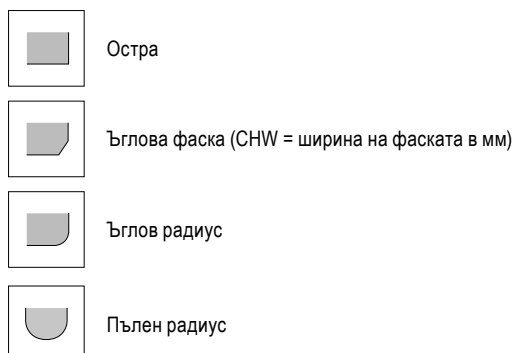 Остра
Ъглова фаска (CHW = ширина на фаската в мм)
Ъглов радиус
Пълен радиус